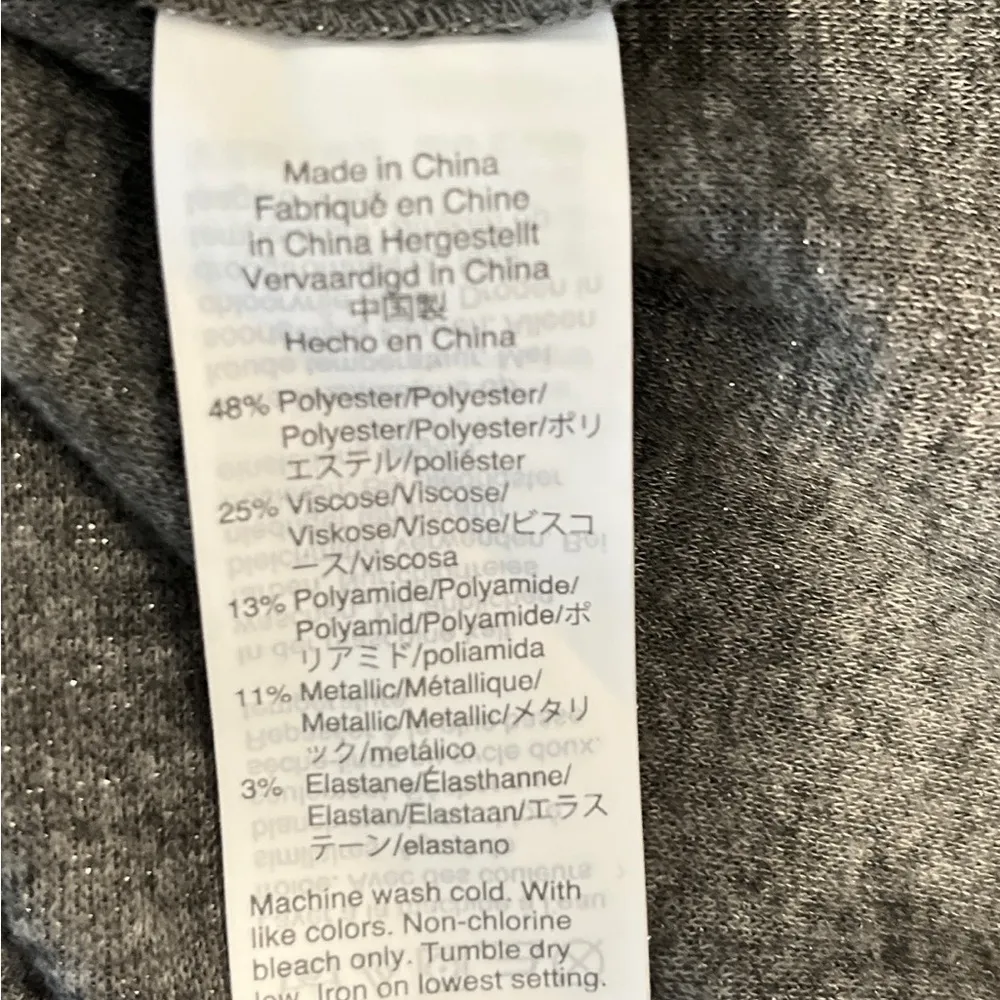 Made in China
Fabriqué en Chine
in China Hergestellt
Vervaardigd in China
中国製
Hecho en China
48% Polyester/Polyester/
Polyester/Polyester/ポリ
エステル/poliéster
25% Viscose/Viscose/
Viskose/Viscose/ビスコ
ース/viscosa
13% Polyamide/Polyamide/
Polyamid/Polyamide/ポ
リアミド/poliamida
11% Metallic/Métallique/
Metallic/Metallic/メタリ
ック/metálico
3% Elastane/Élasthanne/
Elastan/Elastaan/エラス
テーン/elastano
Machine wash cold. With
like colors. Non-chlorine
bleach only. Tumble dry
low. Iron on lowest setting.